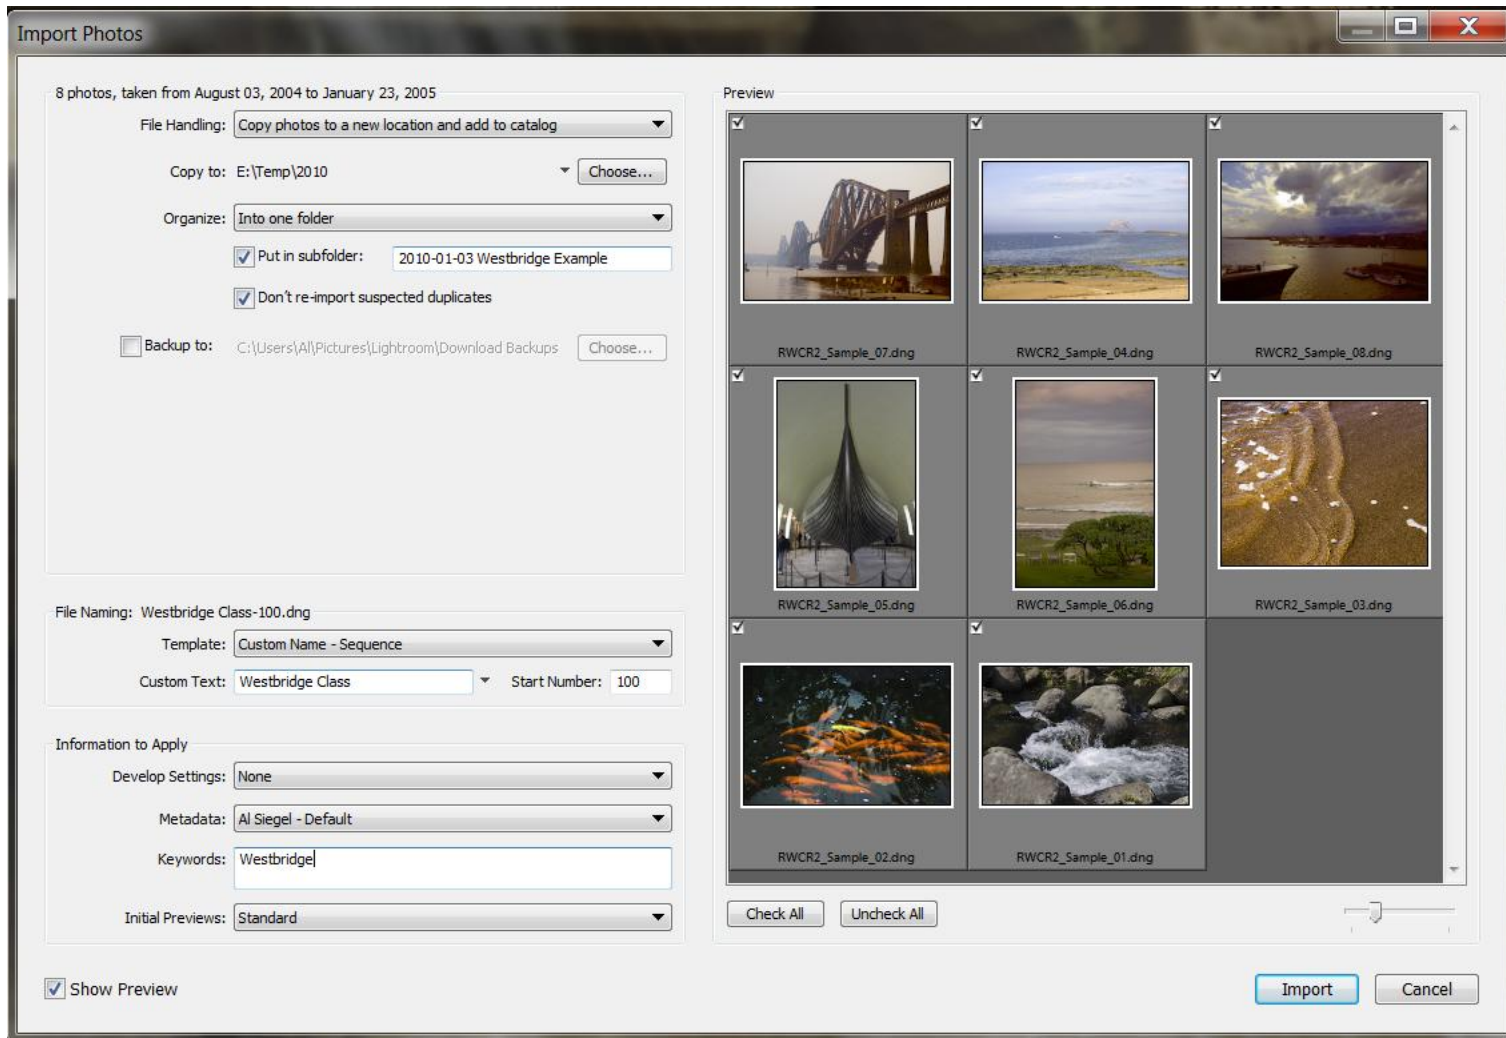 Import Photos
8 photos, taken from August 03, 2004 to January 23, 2005
File Handling: Copy photos to a new location and add to catalog
Copy to: E:\Temp\2010 Choose...
Organize: Into one folder
Put in subfolder: 2010-01-03 Westbridge Example
Don't re-import suspected duplicates
Backup to: C:\Users\Al\Pictures\Lightroom\Download Backups Choose...
File Naming: Westbridge Class-100.dng
Template: Custom Name - Sequence
Custom Text: Westbridge Class Start Number: 100
Information to Apply
Develop Settings: None
Metadata: Al Siegel - Default
Keywords: Westbridge
Initial Previews: Standard
Show Preview
Preview
RWCR2_Sample_07.dng RWCR2_Sample_04.dng RWCR2_Sample_08.dng
RWCR2_Sample_05.dng RWCR2_Sample_06.dng RWCR2_Sample_03.dng
RWCR2_Sample_02.dng RWCR2_Sample_01.dng
Check All Uncheck All
Import Cancel